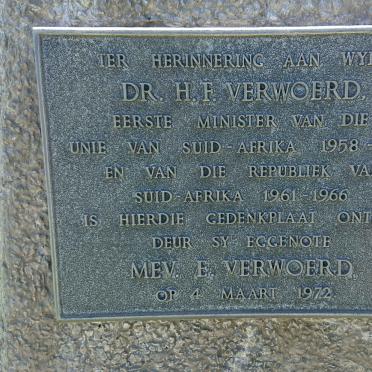 TER HERINNERING AAN WYL
DR. H. F. VERWOERD,
EERSTE MINISTER VAN DIE
UNIE VAN SUID-AFRIKA 1958 -
EN VAN DIE REPUBLIEK VA
SUID-AFRIKA 1961-1966
IS HIERDIE GEDENKPLAAT ONT
DEUR SY EGGENOTE
MEV. E. VERWOERD,
OP 4 MAART 1972.